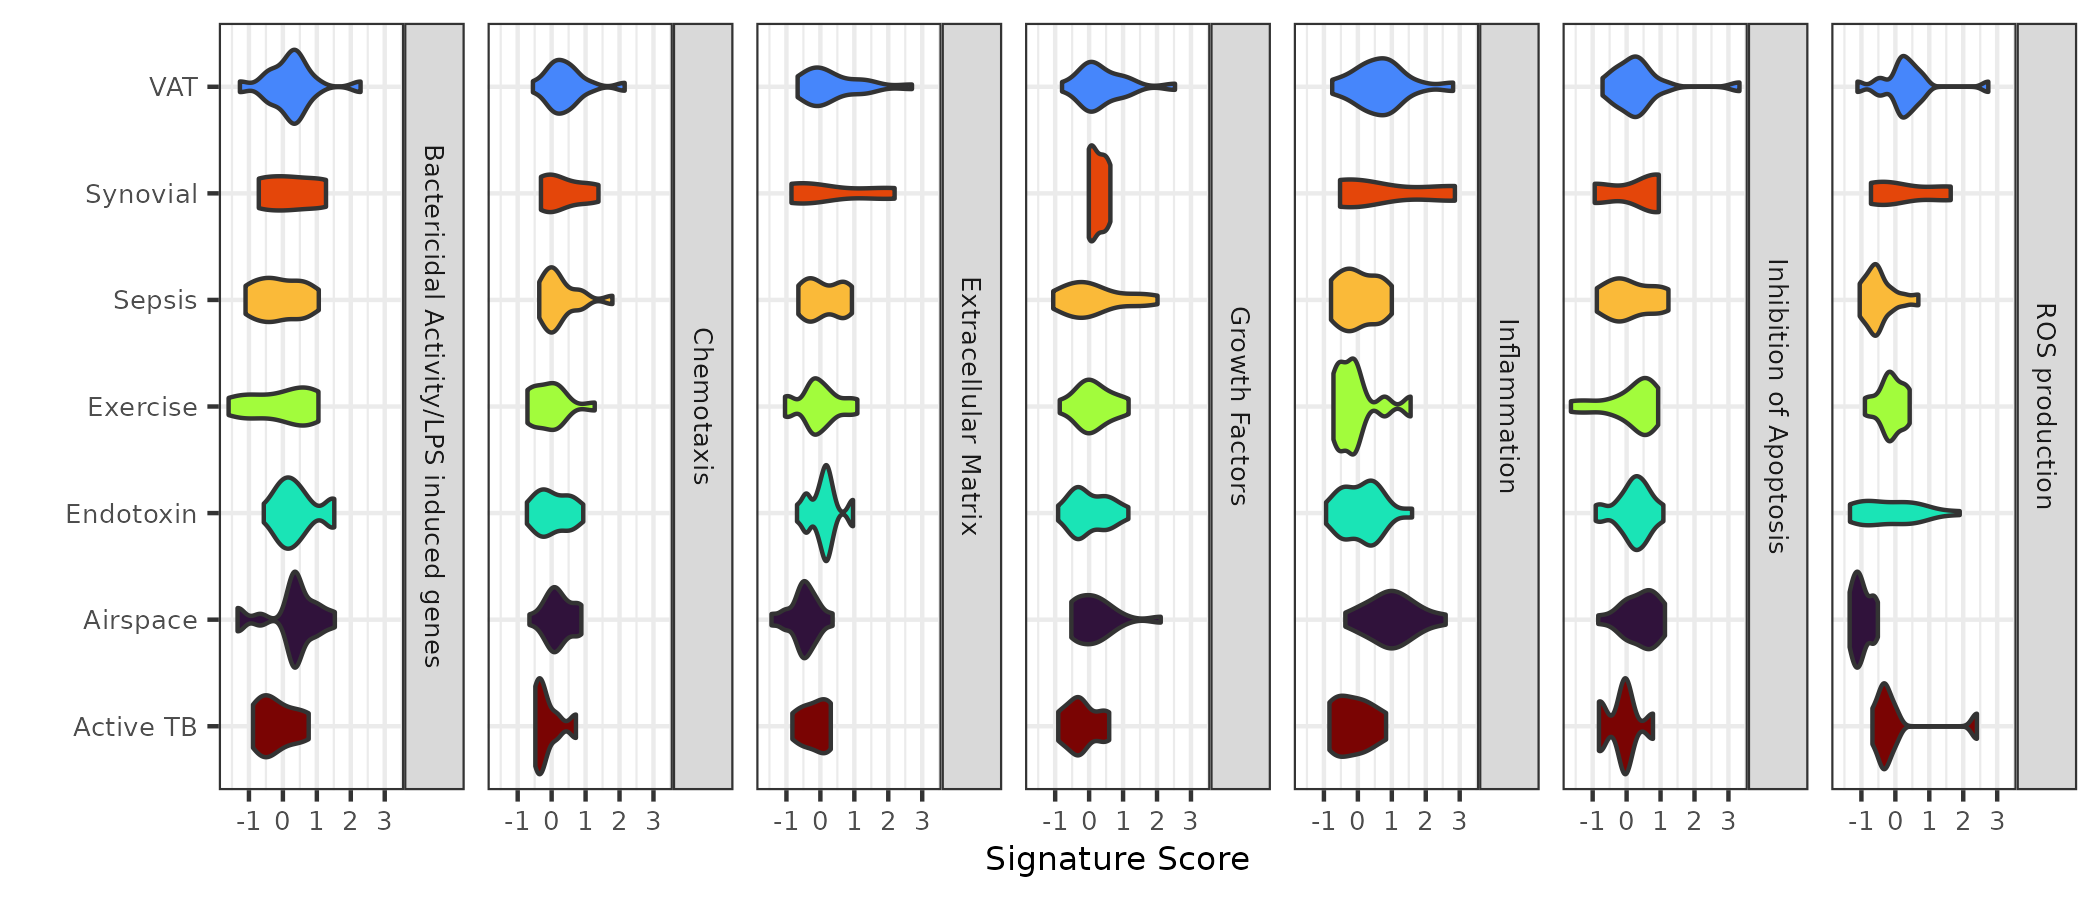 VAT
Synovial
Sepsis
Exercise
Endotoxin
Airspace
Active TB
Bactericidal Activity/LPS induced genes
Chemotaxis
Extracellular Matrix
Growth Factors
Inflammation
Inhibition of Apoptosis
ROS production
-1 0 1 2 3
-1 0 1 2 3
-1 0 1 2 3
-1 0 1 2 3
-1 0 1 2 3
-1 0 1 2 3
-1 0 1 2 3
Signature Score